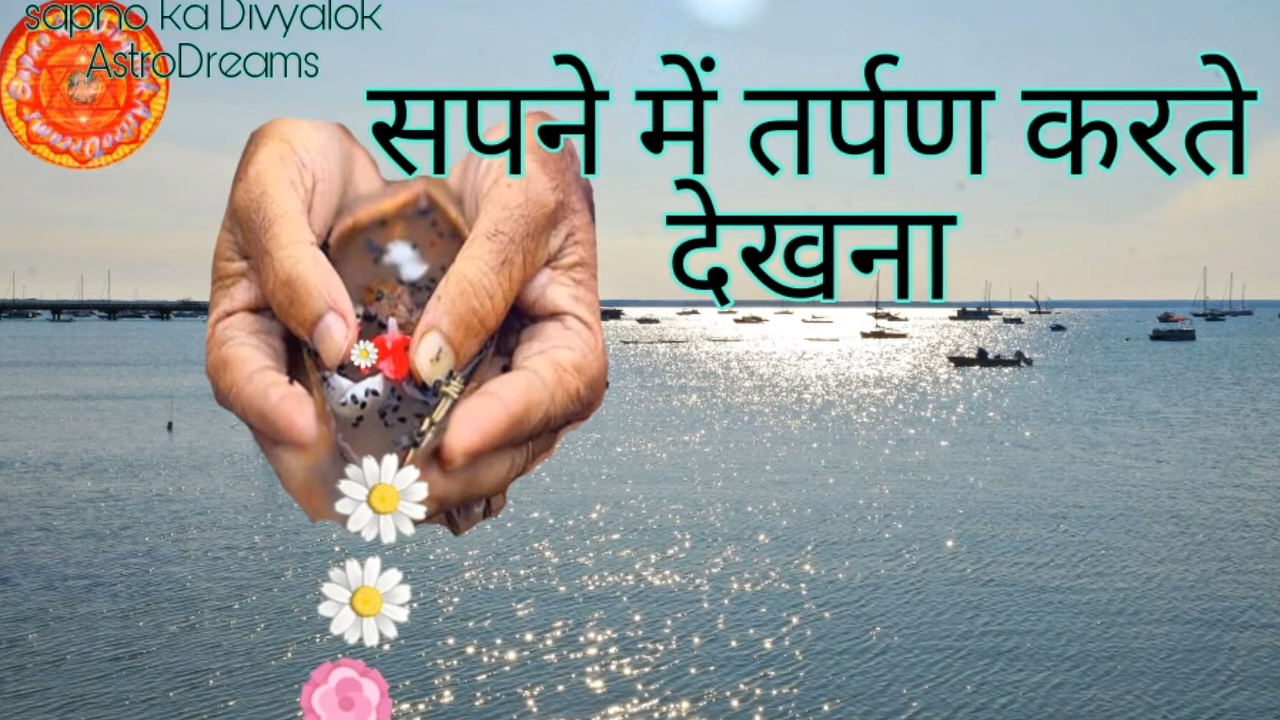 sapno ka Divyalok
AstroDreams
सपने में तर्पण करते
देखना